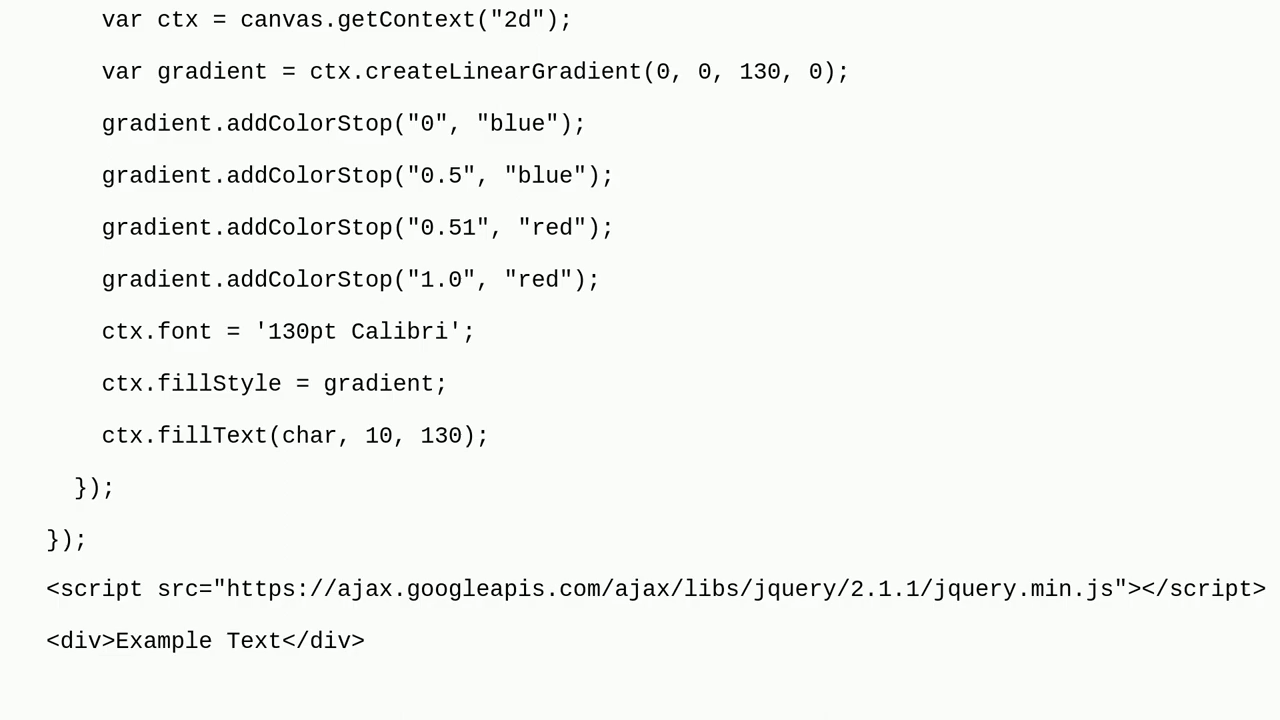 var ctx = canvas.getContext("2d");
var gradient = ctx.createLinearGradient(0, 0, 130, 0);
gradient.addColorStop("0", "blue");
gradient.addColorStop("0.5", "blue");
gradient.addColorStop("0.51", "red");
gradient.addColorStop("1.0", "red");
ctx.font = '130pt Calibri';
ctx.fillStyle = gradient;
ctx.fillText(char, 10, 130);
});
});
<script src="https://ajax.googleapis.com/ajax/libs/jquery/2.1.1/jquery.min.js"></script>
<div>Example Text</div>